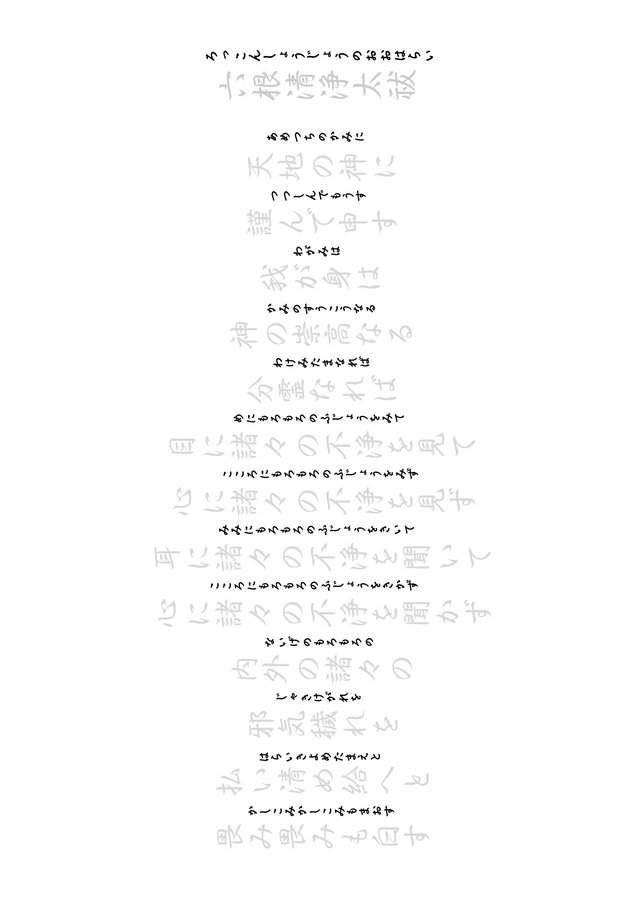 ろっこんしょうじょうのおおはらい
六根清浄大祓
あめつちのかみに
天地の神に
つつしんでもうす
謹んで申す
わがみは
我が身は
かみのすうこうなる
神の崇高なる
わけみたまなれば
分霊なれば
めにもろもろのふじょうをみて
目に諸々の不浄を見て
こころにもろもろのふじょうをみず
心に諸々の不浄を見ず
みみにもろもろのふじょうをきいて
耳に諸々の不浄を聞いて
こころにもろもろのふじょうをきかず
心に諸々の不浄を聞かず
ないげのもろもろの
内外の諸々の
じゃきけがれを
邪気穢れを
はらいきよめたまえと
払い清め給へと
かしこみかしこみもまおす
畏み畏みも白す